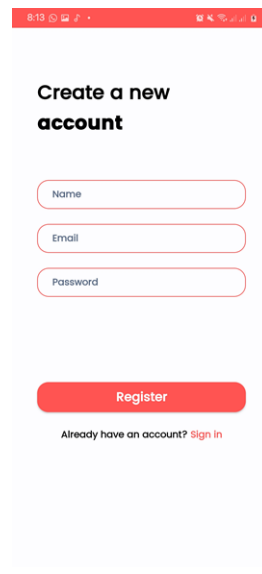 8:13
Create a new
account
Name
Email
Password
Register
Already have an account? Sign in